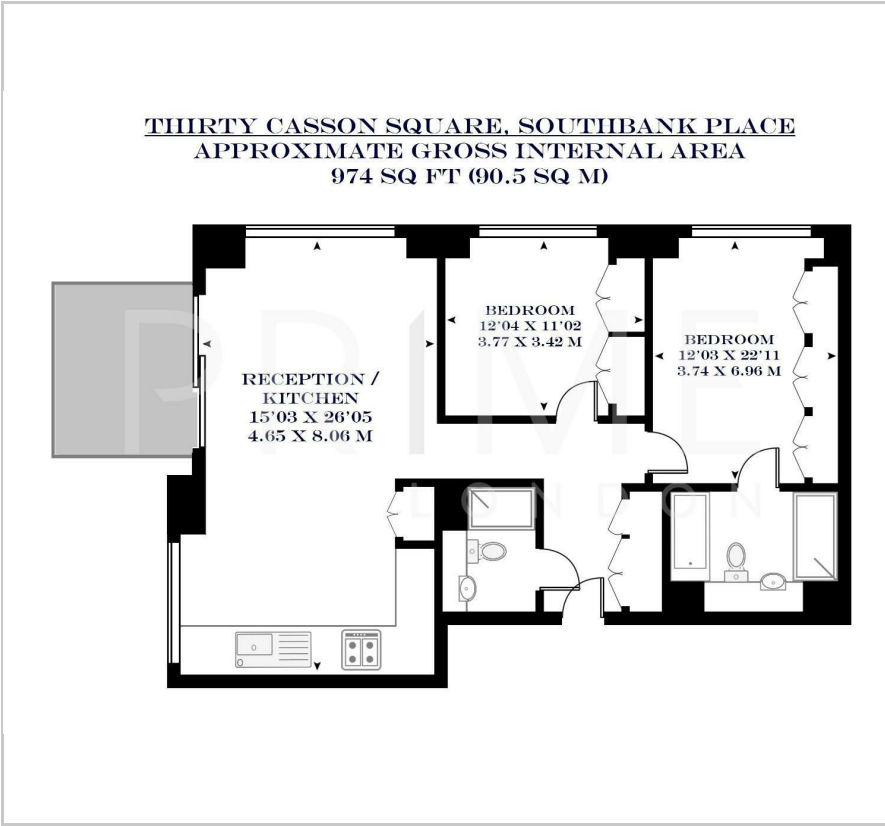 THIRTY CASSON SQUARE, SOUTHBANK PLACE
APPROXIMATE GROSS INTERNAL AREA
974 SQ FT (90.5 SQ M)
BEDROOM
12'04 X 11'02
3.77 X 3.42 M
BEDROOM
12'03 X 22'11
3.74 X 6.96 M
RECEPTION /
KITCHEN
15'03 X 26'05
4.65 X 8.06 M
PRIME
LONDON